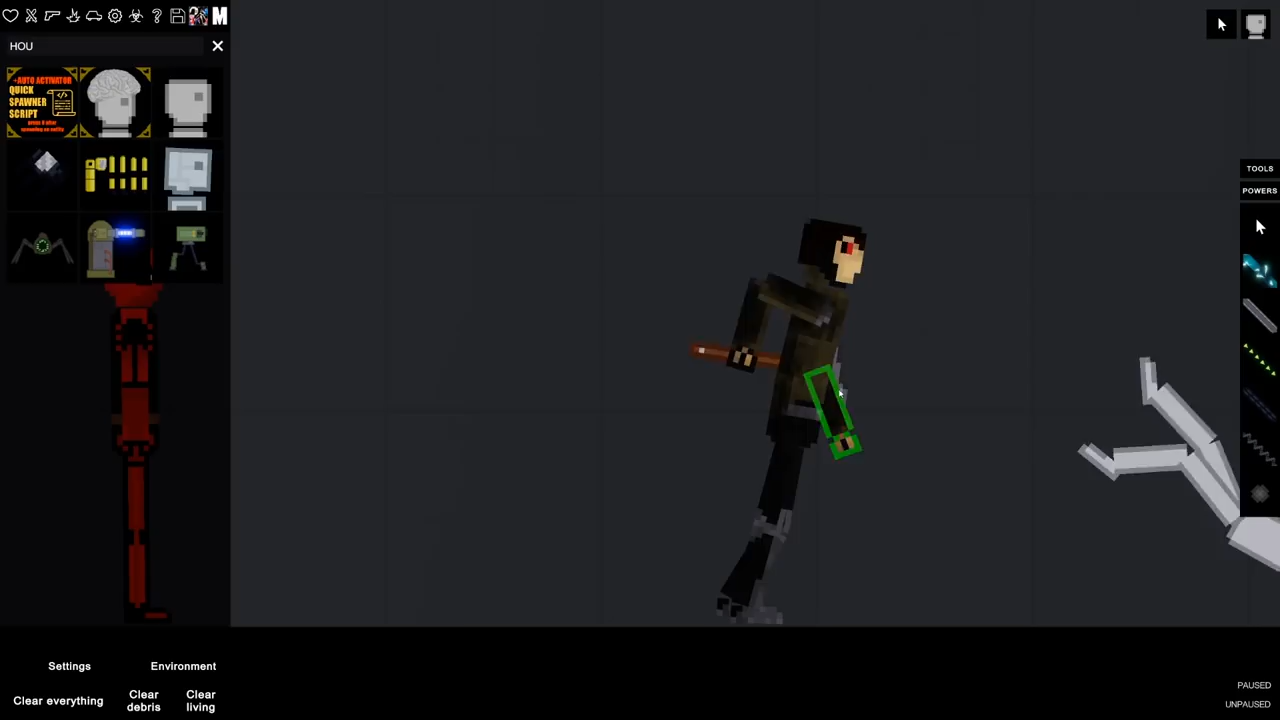 M
HOU
+AUTO ACTIVATOR
QUICK
SPAWNER
SCRIPT
TOOLS
POWERS
Settings
Environment
Clear everything
Clear
debris
Clear
living
PAUSED
UNPAUSED